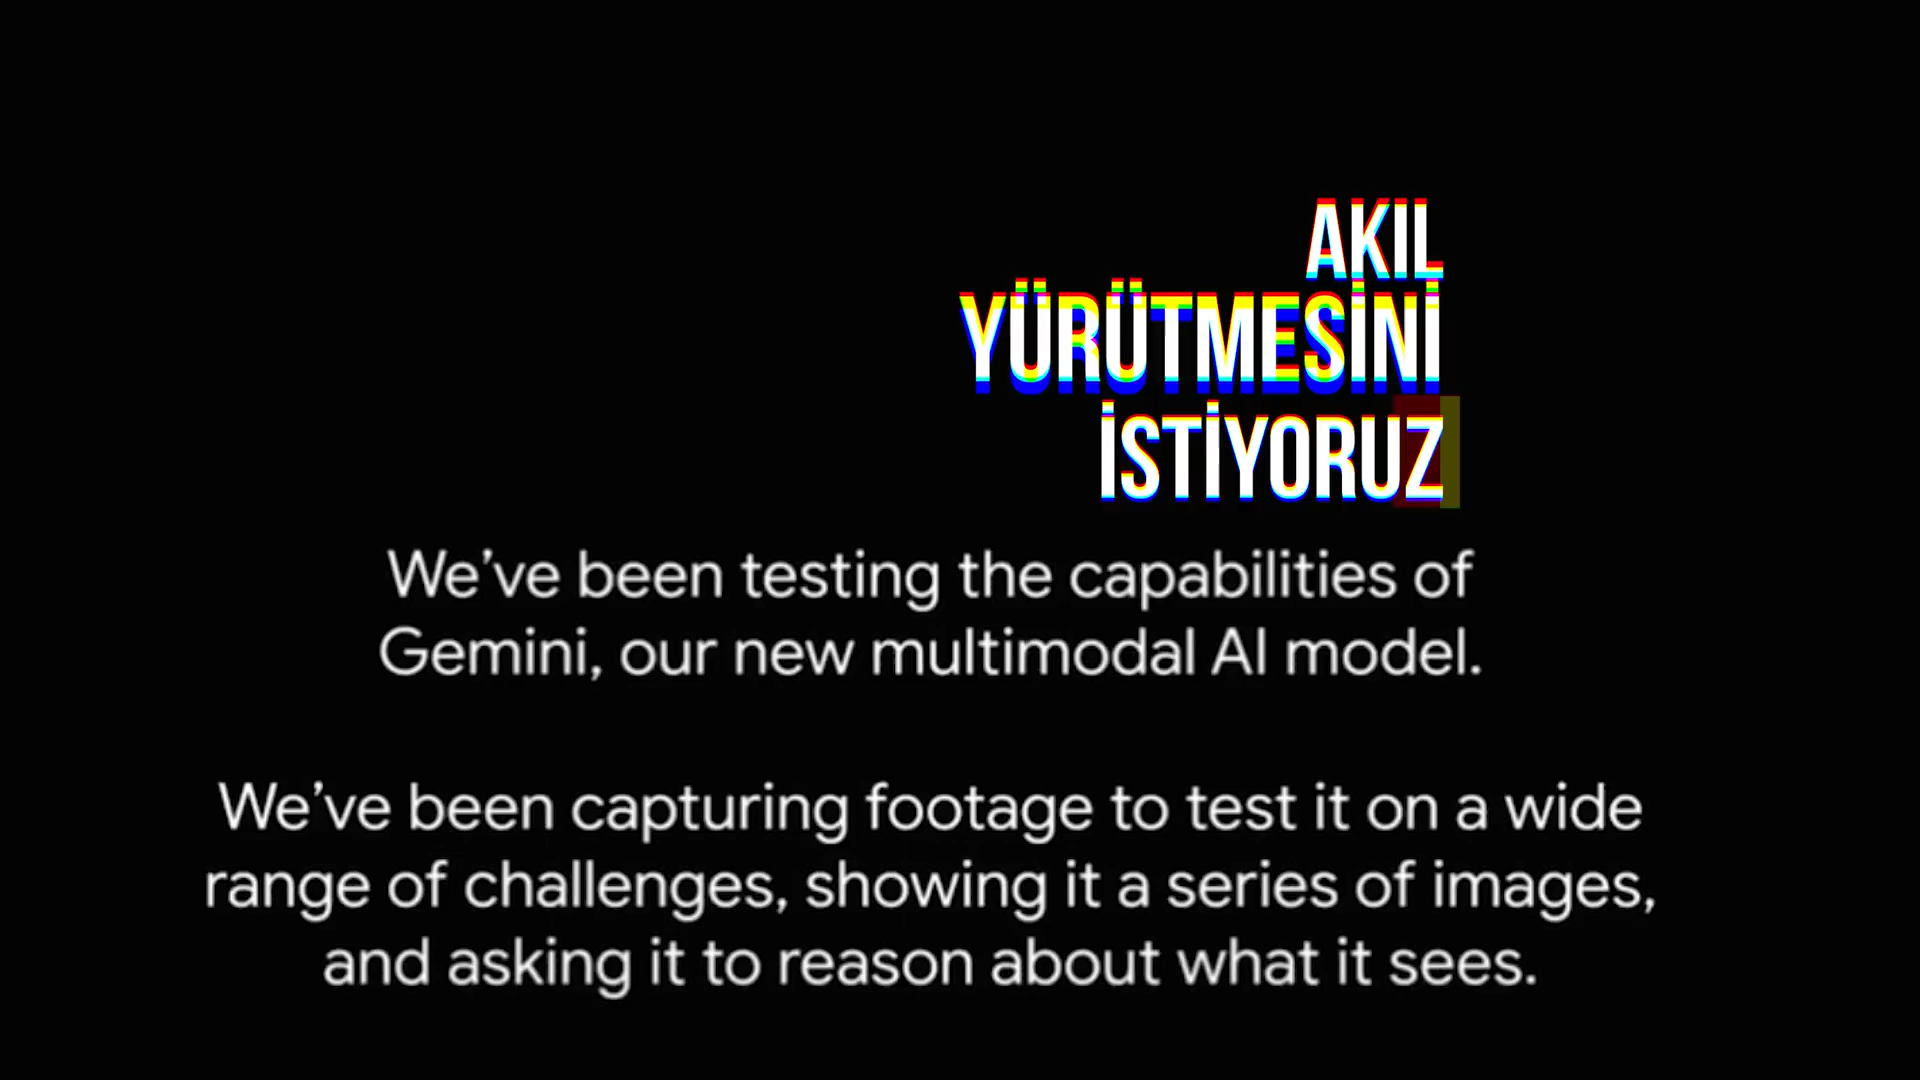 AKIL
YÜRÜTMESİNİ
İSTİYORUZ
We’ve been testing the capabilities of
Gemini, our new multimodal AI model.
We’ve been capturing footage to test it on a wide
range of challenges, showing it a series of images,
and asking it to reason about what it sees.